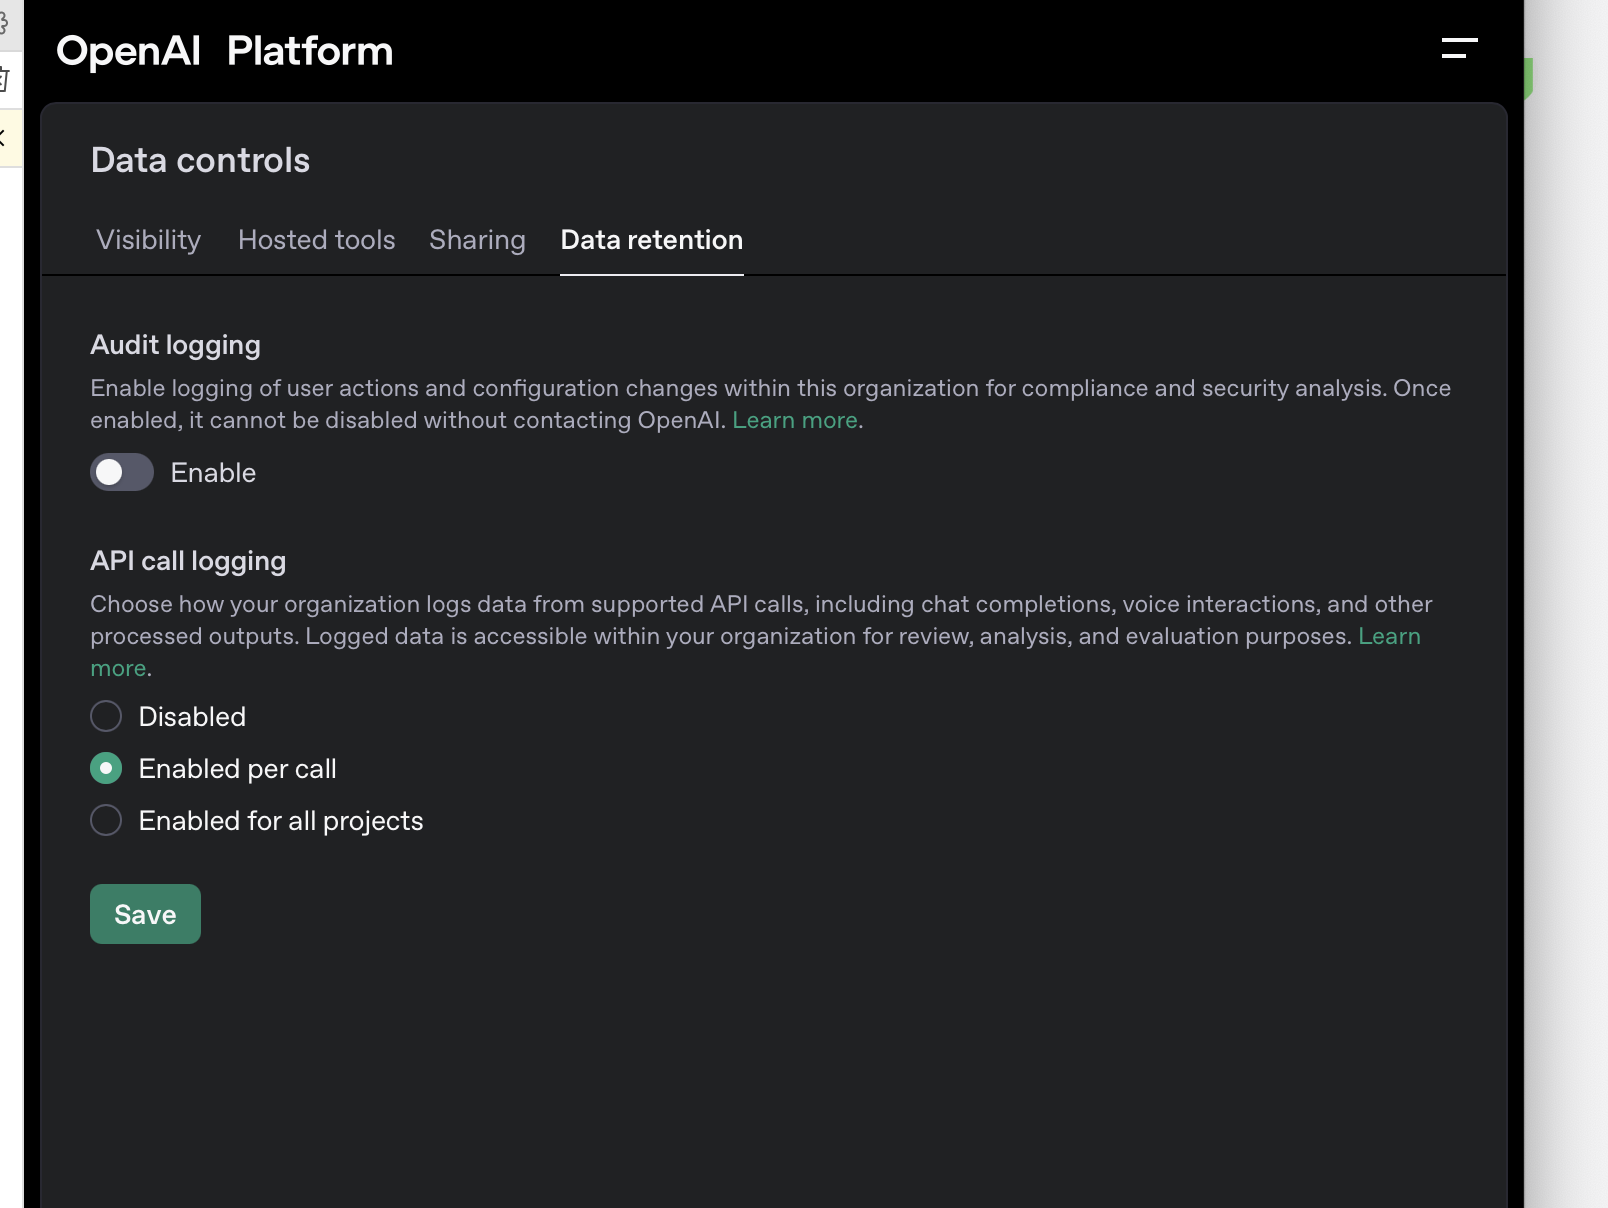 OpenAI Platform
Data controls
Visibility Hosted tools Sharing Data retention
Audit logging
Enable logging of user actions and configuration changes within this organization for compliance and security analysis. Once
enabled, it cannot be disabled without contacting OpenAI. Learn more.
Enable
API call logging
Choose how your organization logs data from supported API calls, including chat completions, voice interactions, and other
processed outputs. Logged data is accessible within your organization for review, analysis, and evaluation purposes. Learn
more.
Disabled
Enabled per call
Enabled for all projects
Save